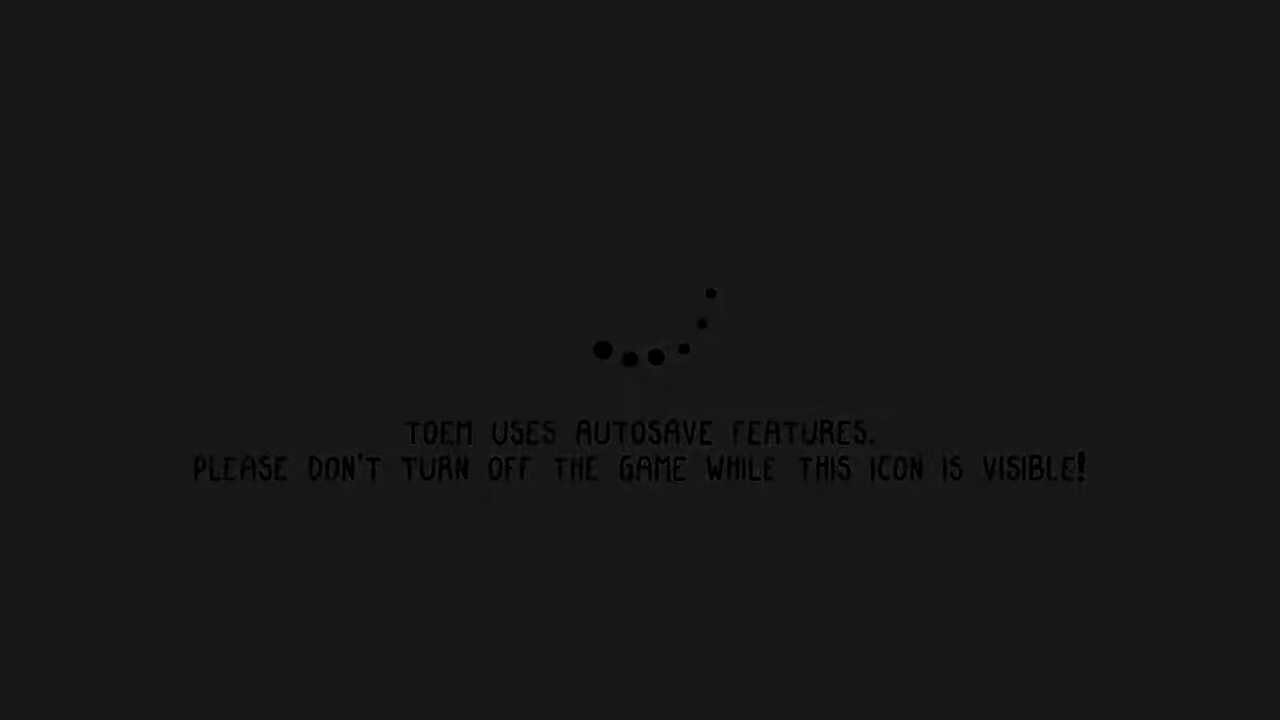 TOEM USES AUTOSAVE FEATURES.
PLEASE DON'T TURN OFF THE GAME WHILE THIS ICON IS VISIBLE!